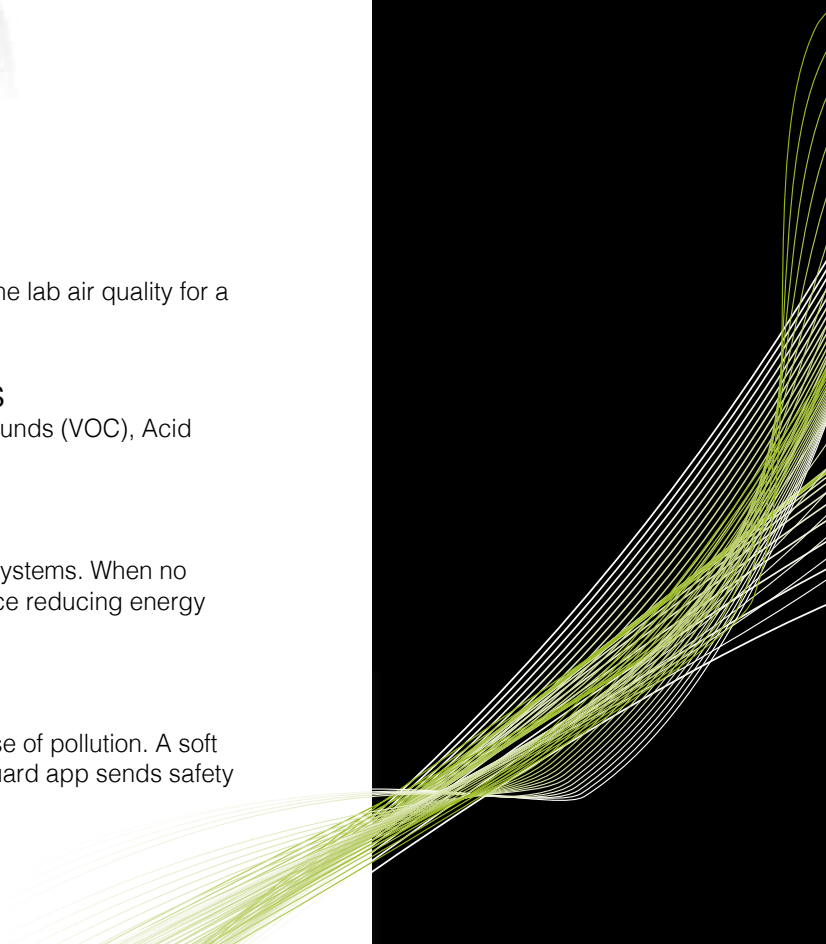 ne lab air quality for a
s
unds (VOC), Acid
ystems. When no
ce reducing energy
se of pollution. A soft
uard app sends safety